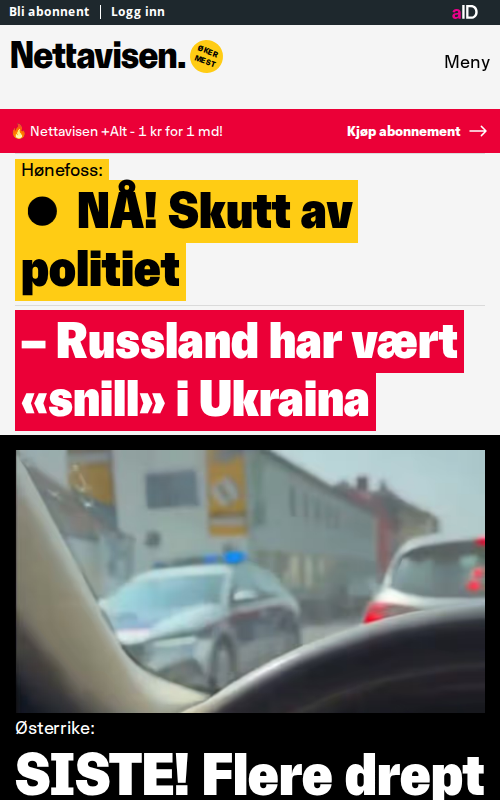 Bli abonnent | Logg inn
aID
Nettavisen.
ØKER
MEST
Meny
Nettavisen +Alt - 1 kr for 1 md!
Kjøp abonnement
Hønefoss:
● NÅ! Skutt av
politiet
– Russland har vært
«snill» i Ukraina
Østerrike:
SISTE! Flere drept